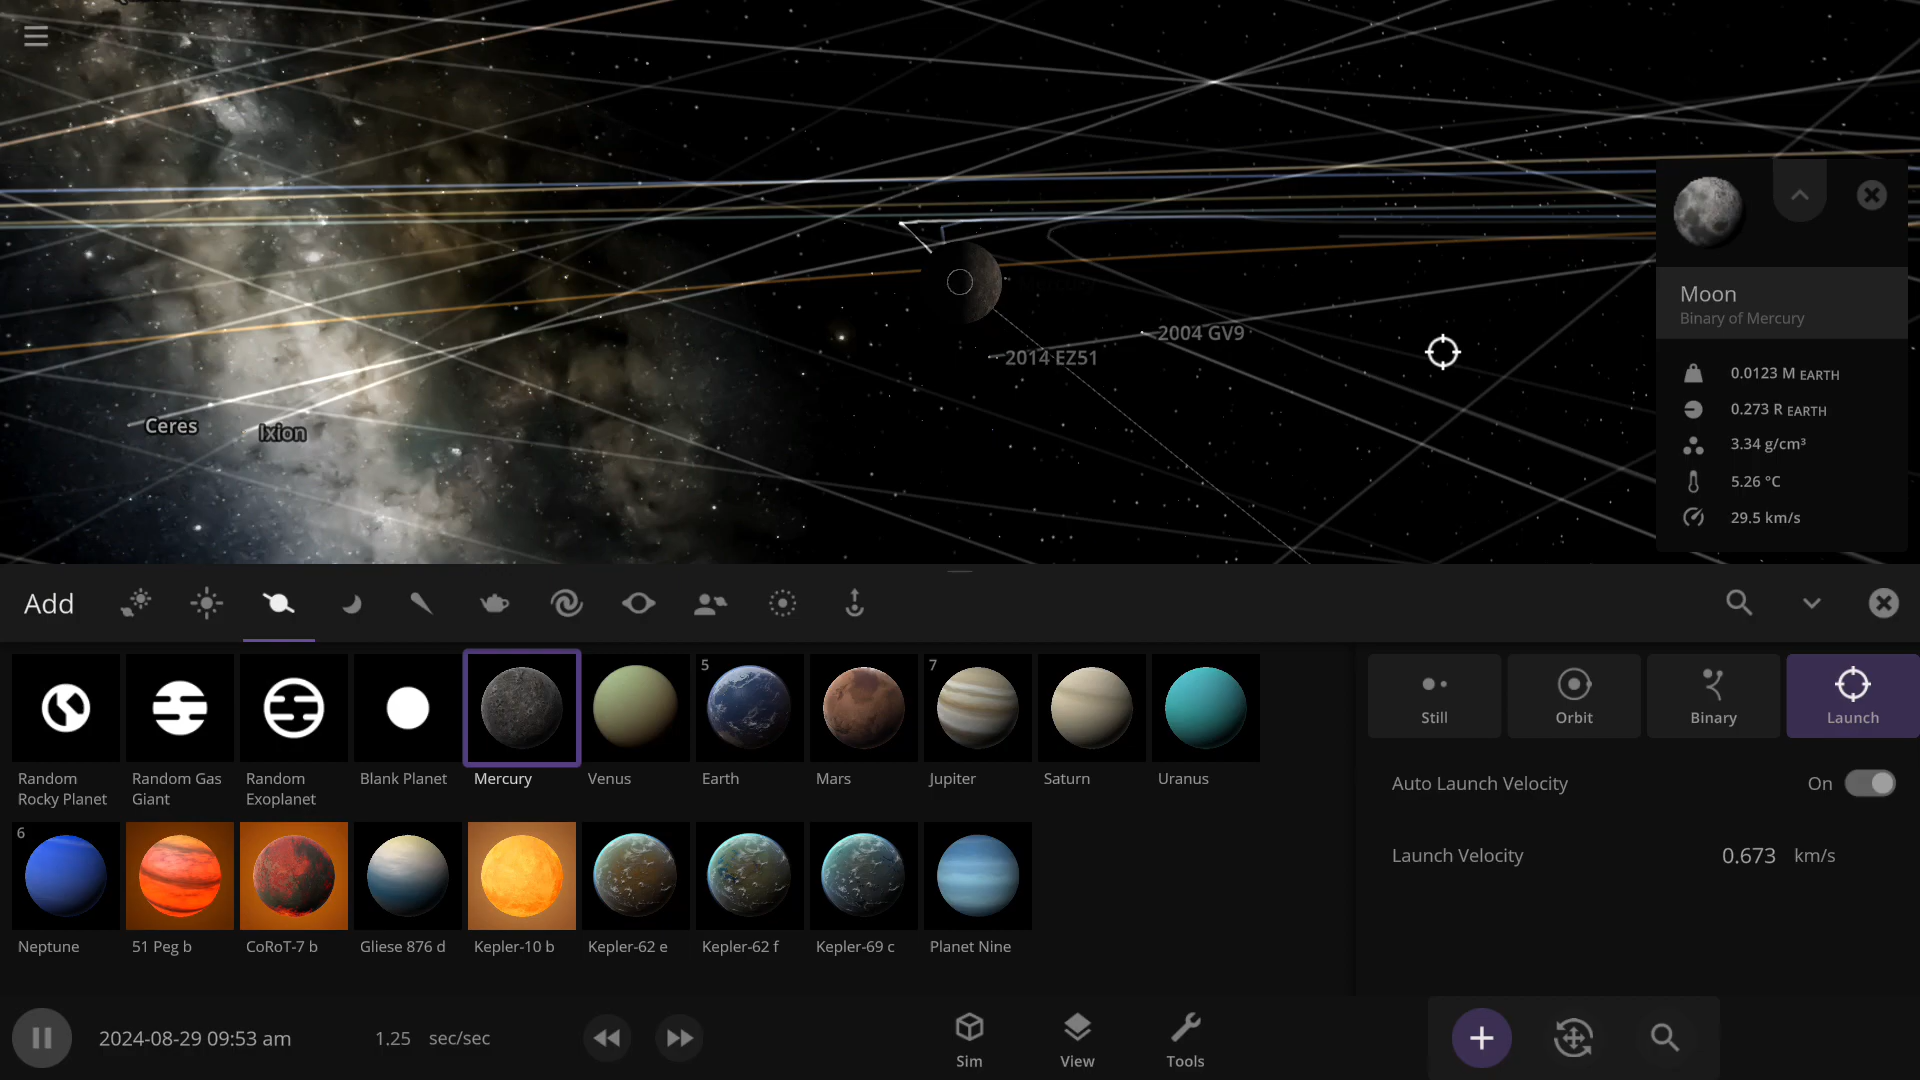 2004 GV9
2014 EZ51
Ceres
Ixion
Moon
Binary of Mercury
0.0123 M EARTH
0.273 R EARTH
3.34 g/cm³
5.26 °C
29.5 km/s
Add
Random Rocky Planet
Random Gas Giant
Random Exoplanet
Blank Planet
Mercury
Venus
5
Earth
Mars
7
Jupiter
Saturn
Uranus
6
Neptune
51 Peg b
CoRoT-7 b
Gliese 876 d
Kepler-10 b
Kepler-62 e
Kepler-62 f
Kepler-69 c
Planet Nine
Still
Orbit
Binary
Launch
Auto Launch Velocity On
Launch Velocity 0.673 km/s
2024-08-29 09:53 am 1.25 sec/sec
Sim
View
Tools